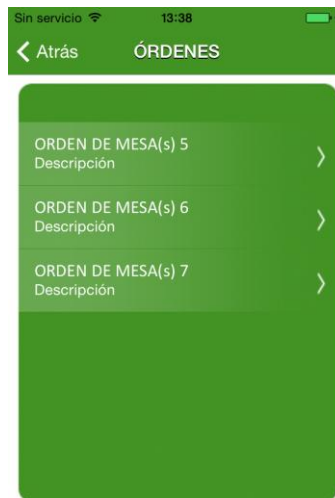 Sin servicio 13:38
Atrás ÓRDENES
ORDEN DE MESA(s) 5
Descripción
ORDEN DE MESA(s) 6
Descripción
ORDEN DE MESA(s) 7
Descripción